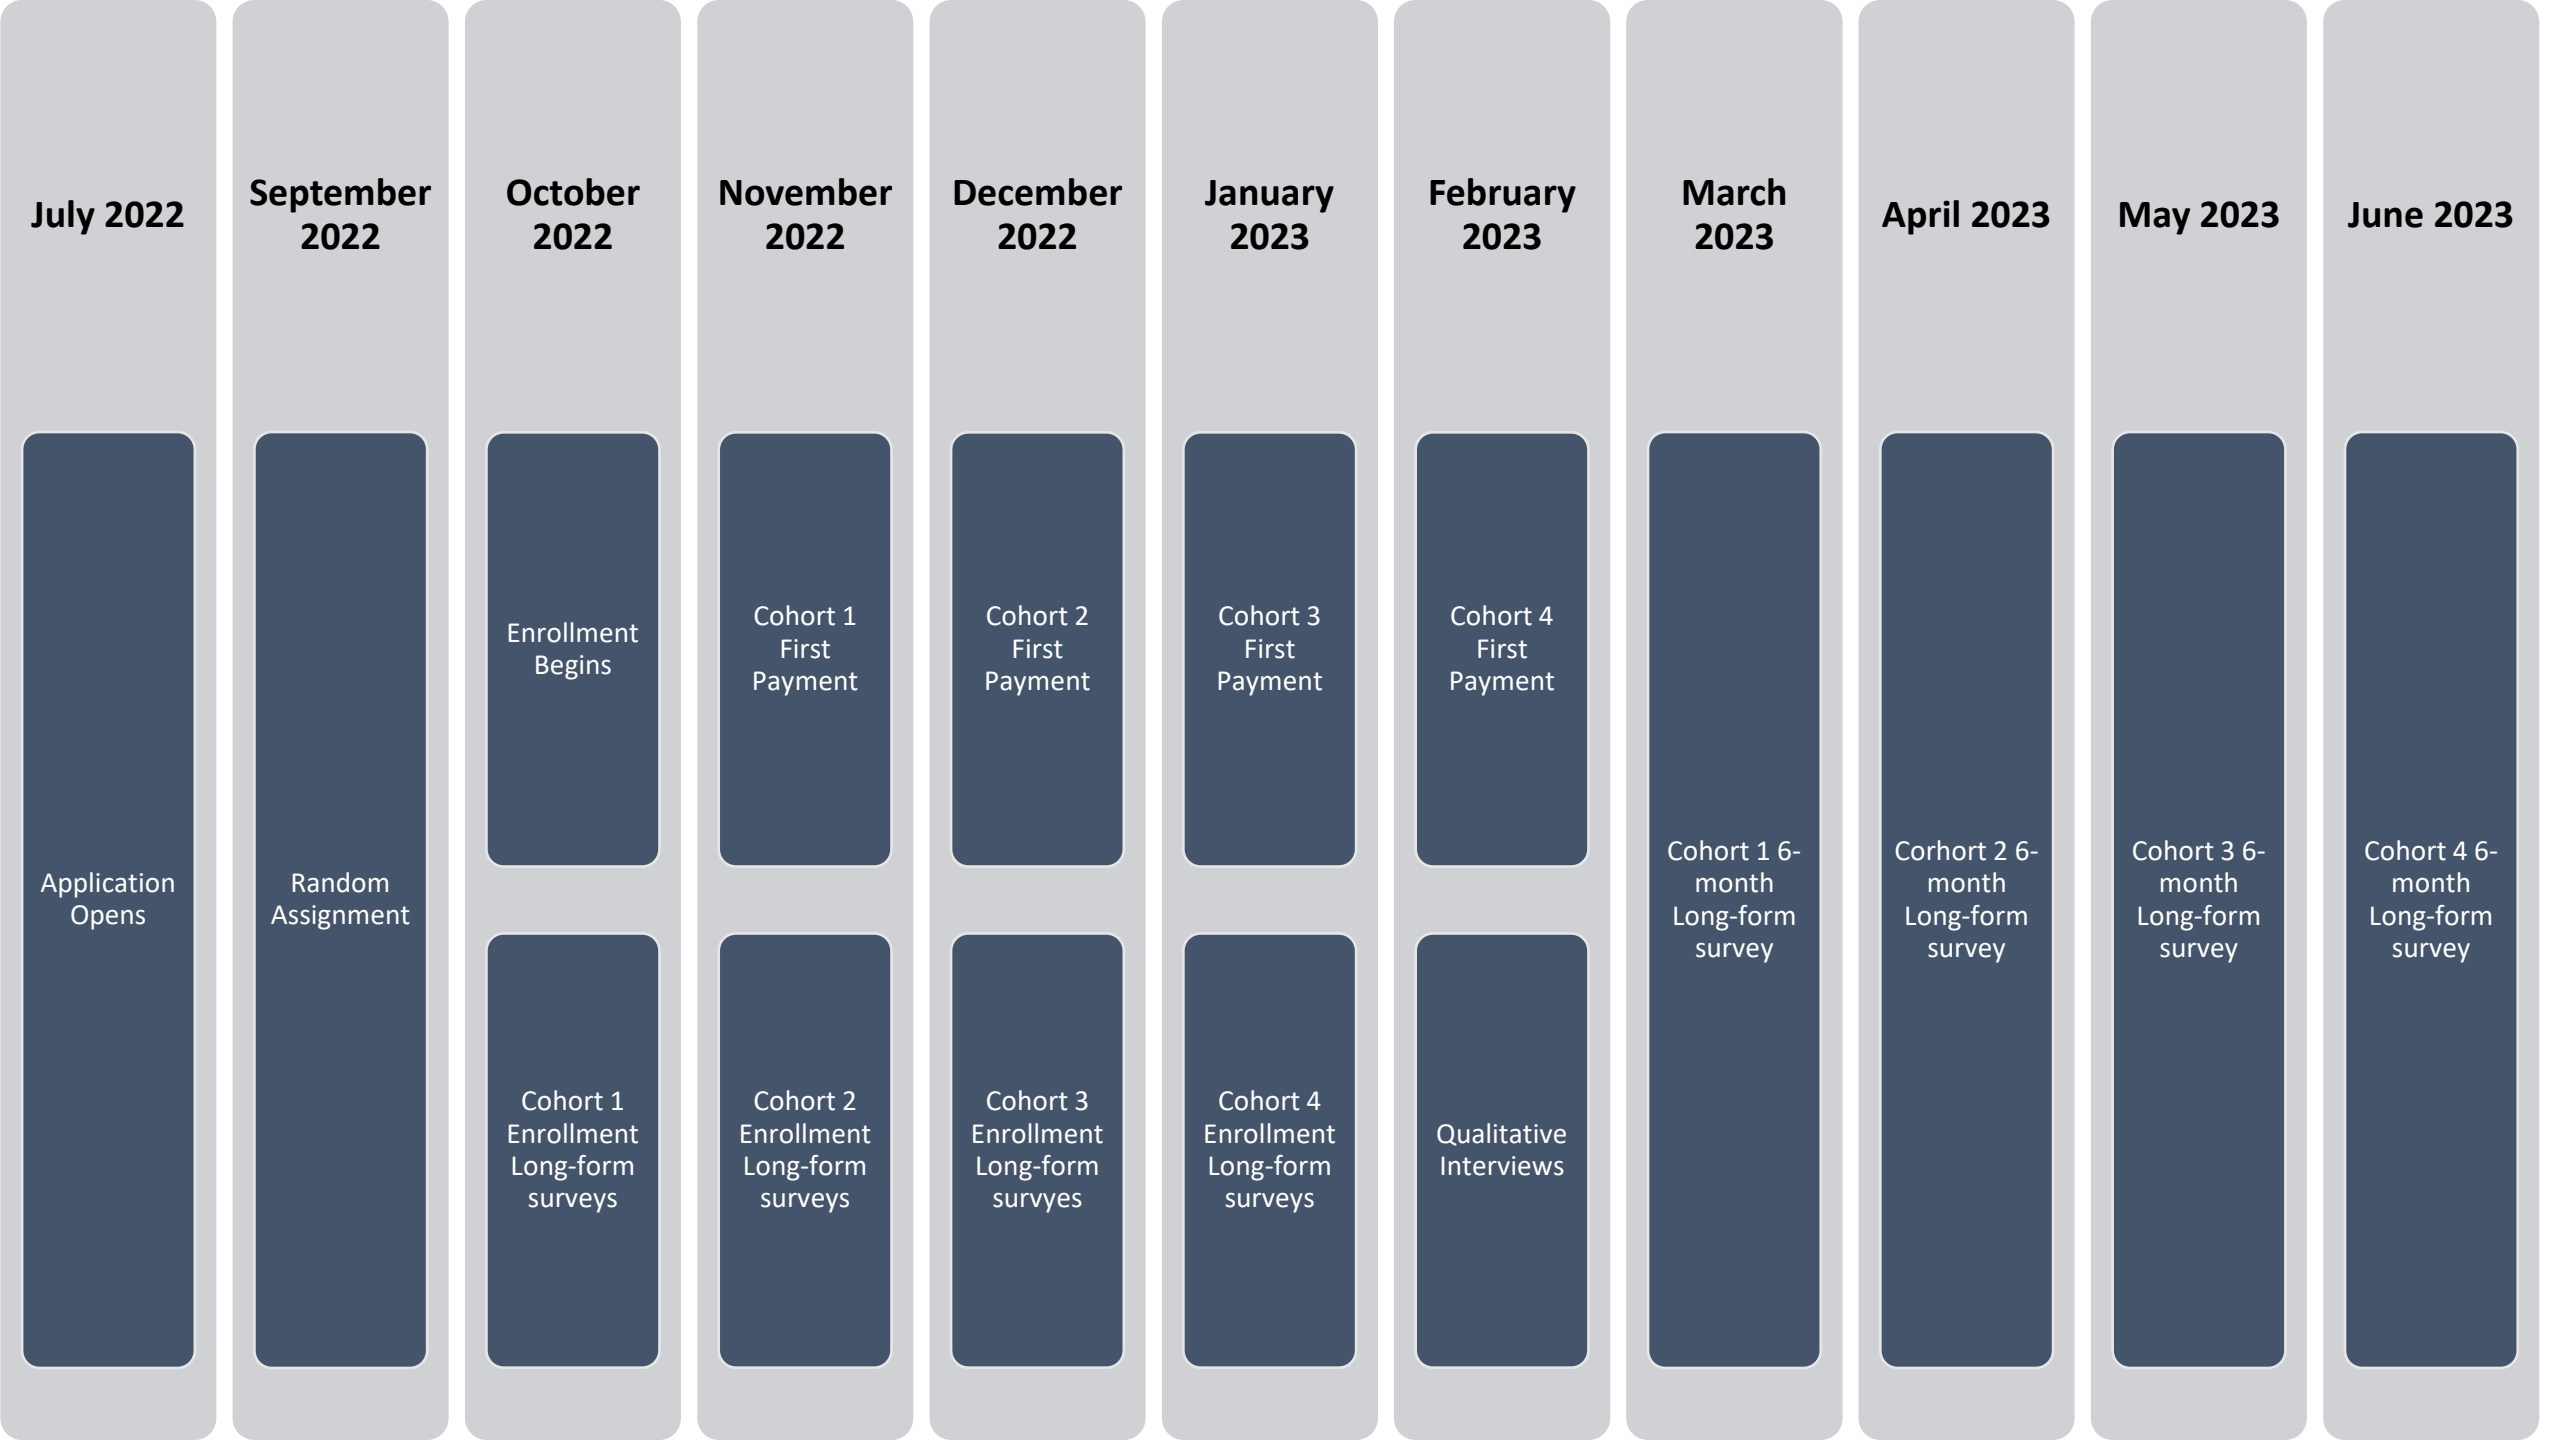 July 2022
Application
Opens
September
2022
Random
Assignment
October
2022
Enrollment
Begins
Cohort 1
Enrollment
Long-form
surveys
November
2022
Cohort 1
First
Payment
Cohort 2
Enrollment
Long-form
surveys
December
2022
Cohort 2
First
Payment
Cohort 3
Enrollment
Long-form
survyes
January
2023
Cohort 3
First
Payment
Cohort 4
Enrollment
Long-form
surveys
February
2023
Cohort 4
First
Payment
Qualitative
Interviews
March
2023
Cohort 1 6-
month
Long-form
survey
April 2023
Corhort 2 6-
month
Long-form
survey
May 2023
Cohort 3 6-
month
Long-form
survey
June 2023
Cohort 4 6-
month
Long-form
survey